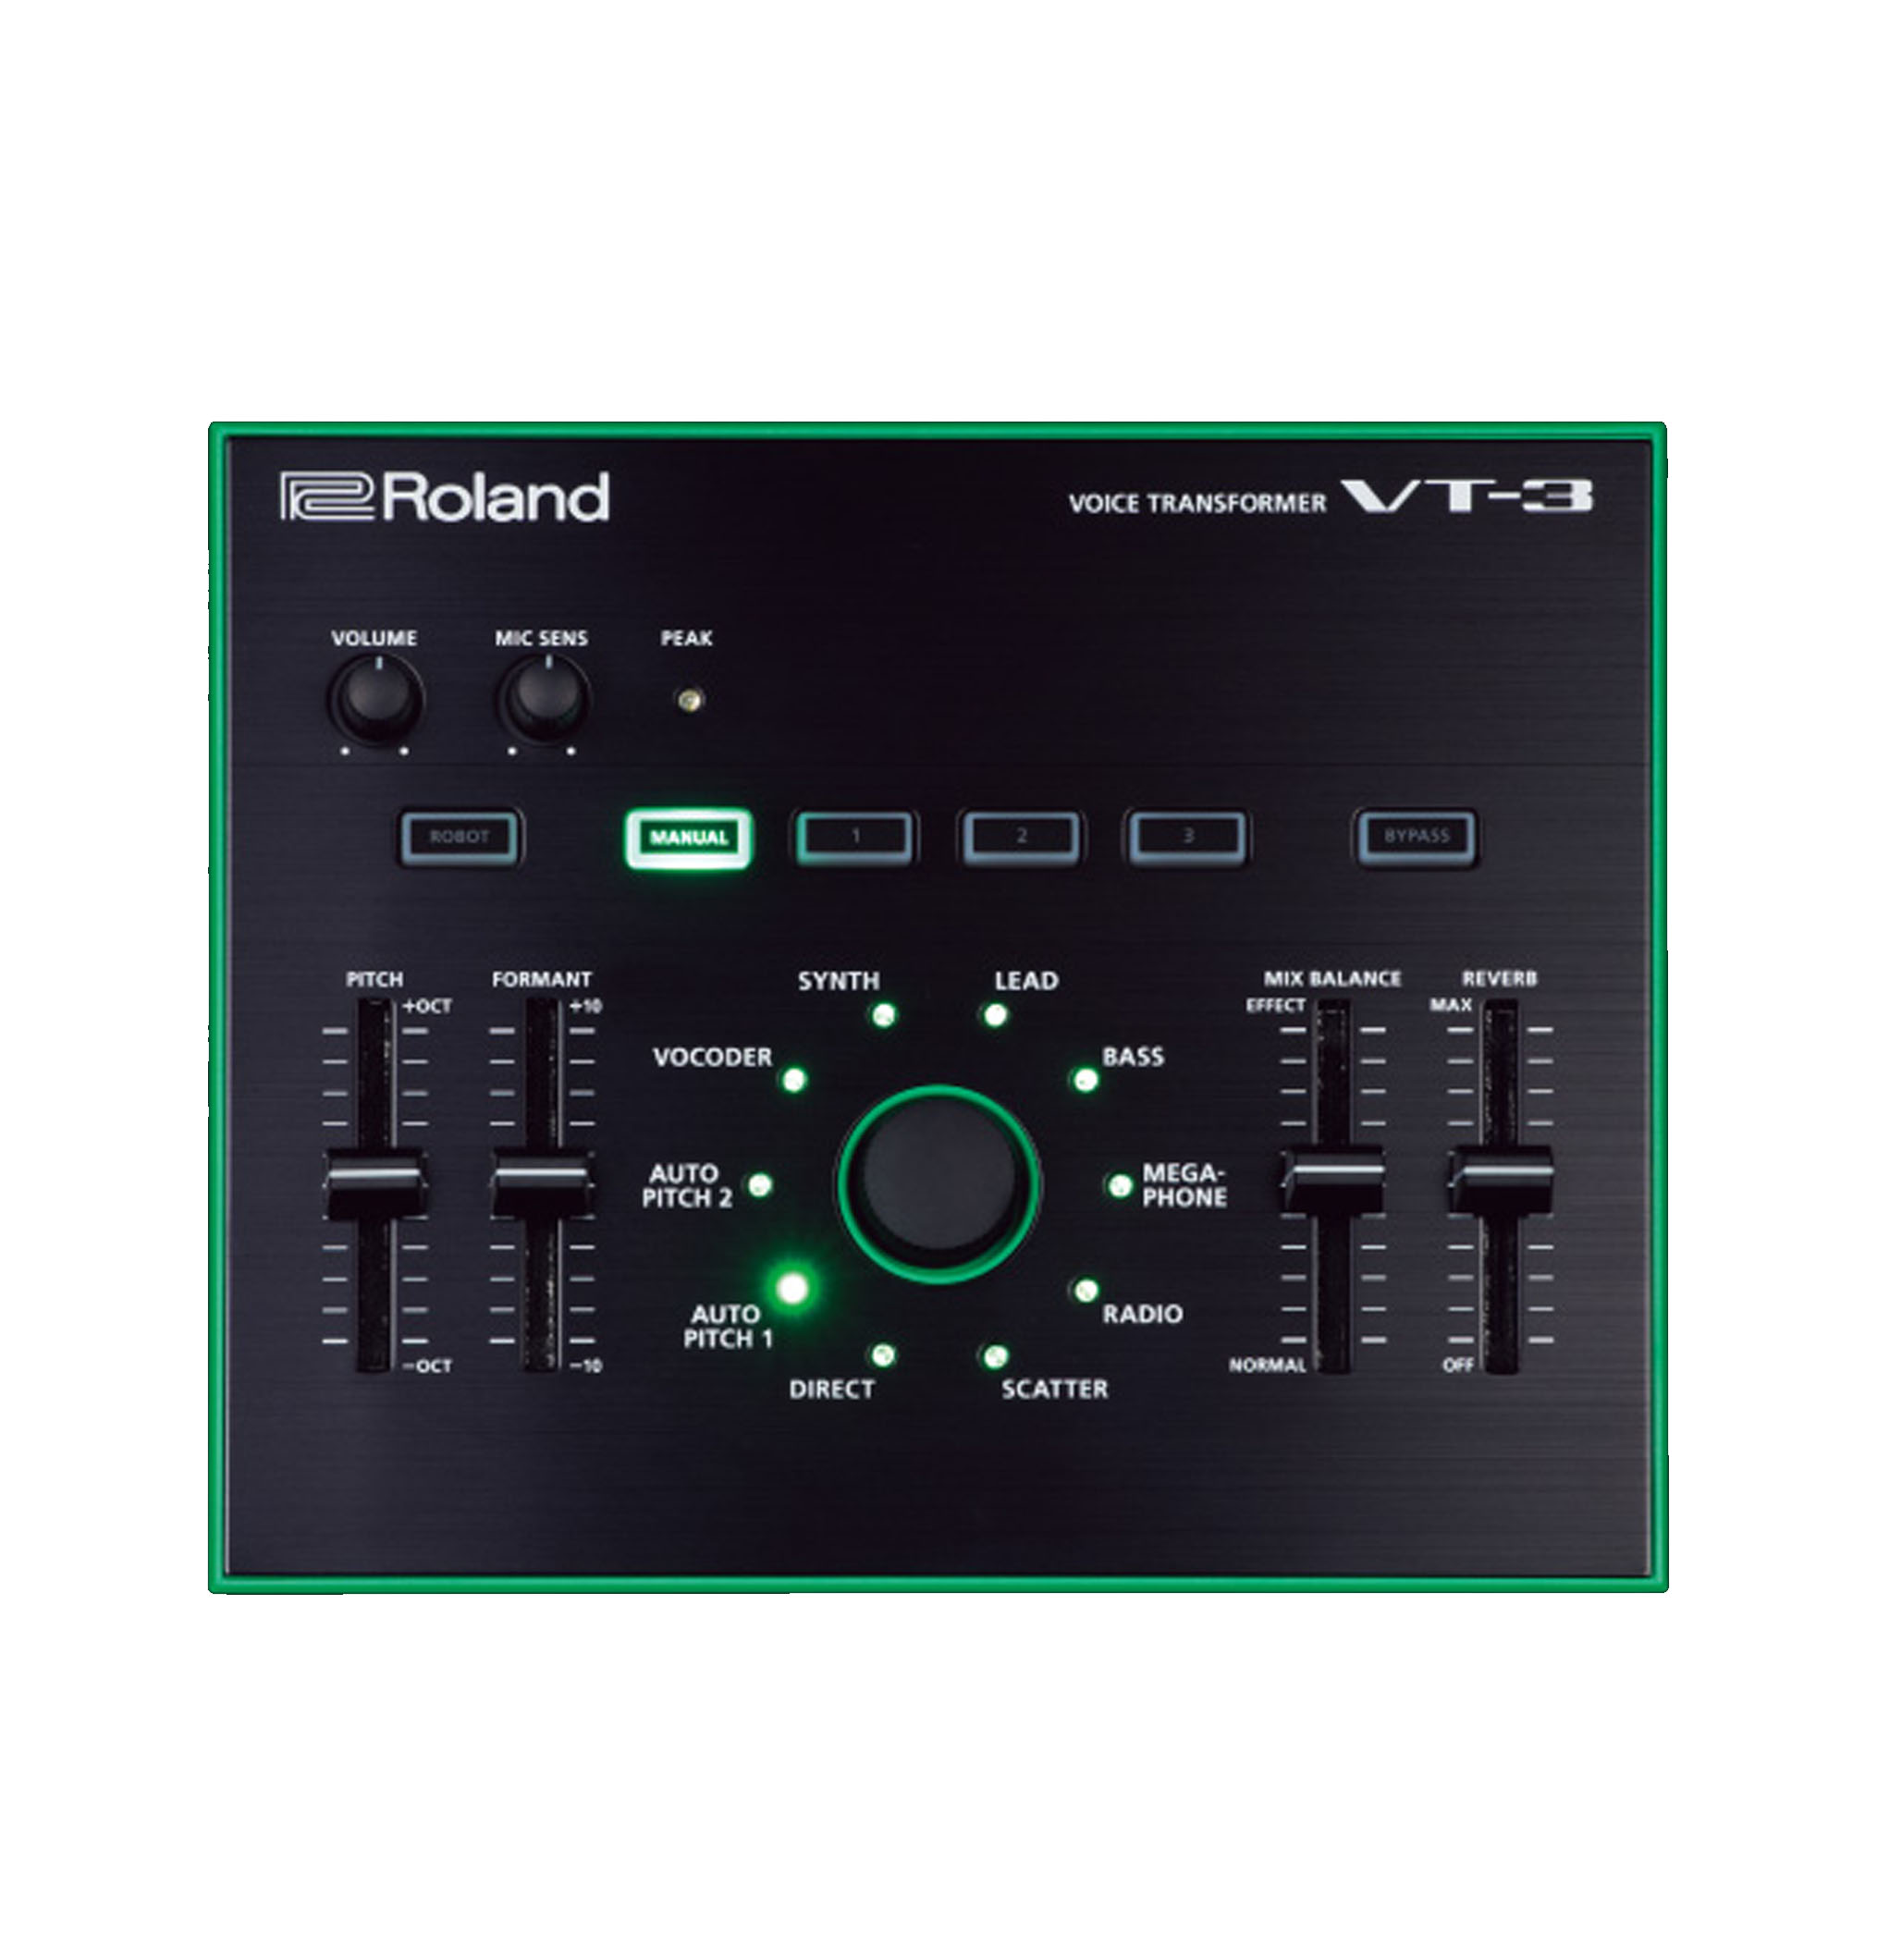 Roland
VOICE TRANSFORMER VT-3
VOLUME
MIC SENS
PEAK
ROBOT
MANUAL
1
2
3
BYPASS
PITCH
+OCT
-OCT
FORMANT
+10
-10
SYNTH
LEAD
VOCODER
BASS
AUTO
PITCH 2
MEGA-
PHONE
AUTO
PITCH 1
RADIO
DIRECT
SCATTER
MIX BALANCE
EFFECT
NORMAL
REVERB
MAX
OFF